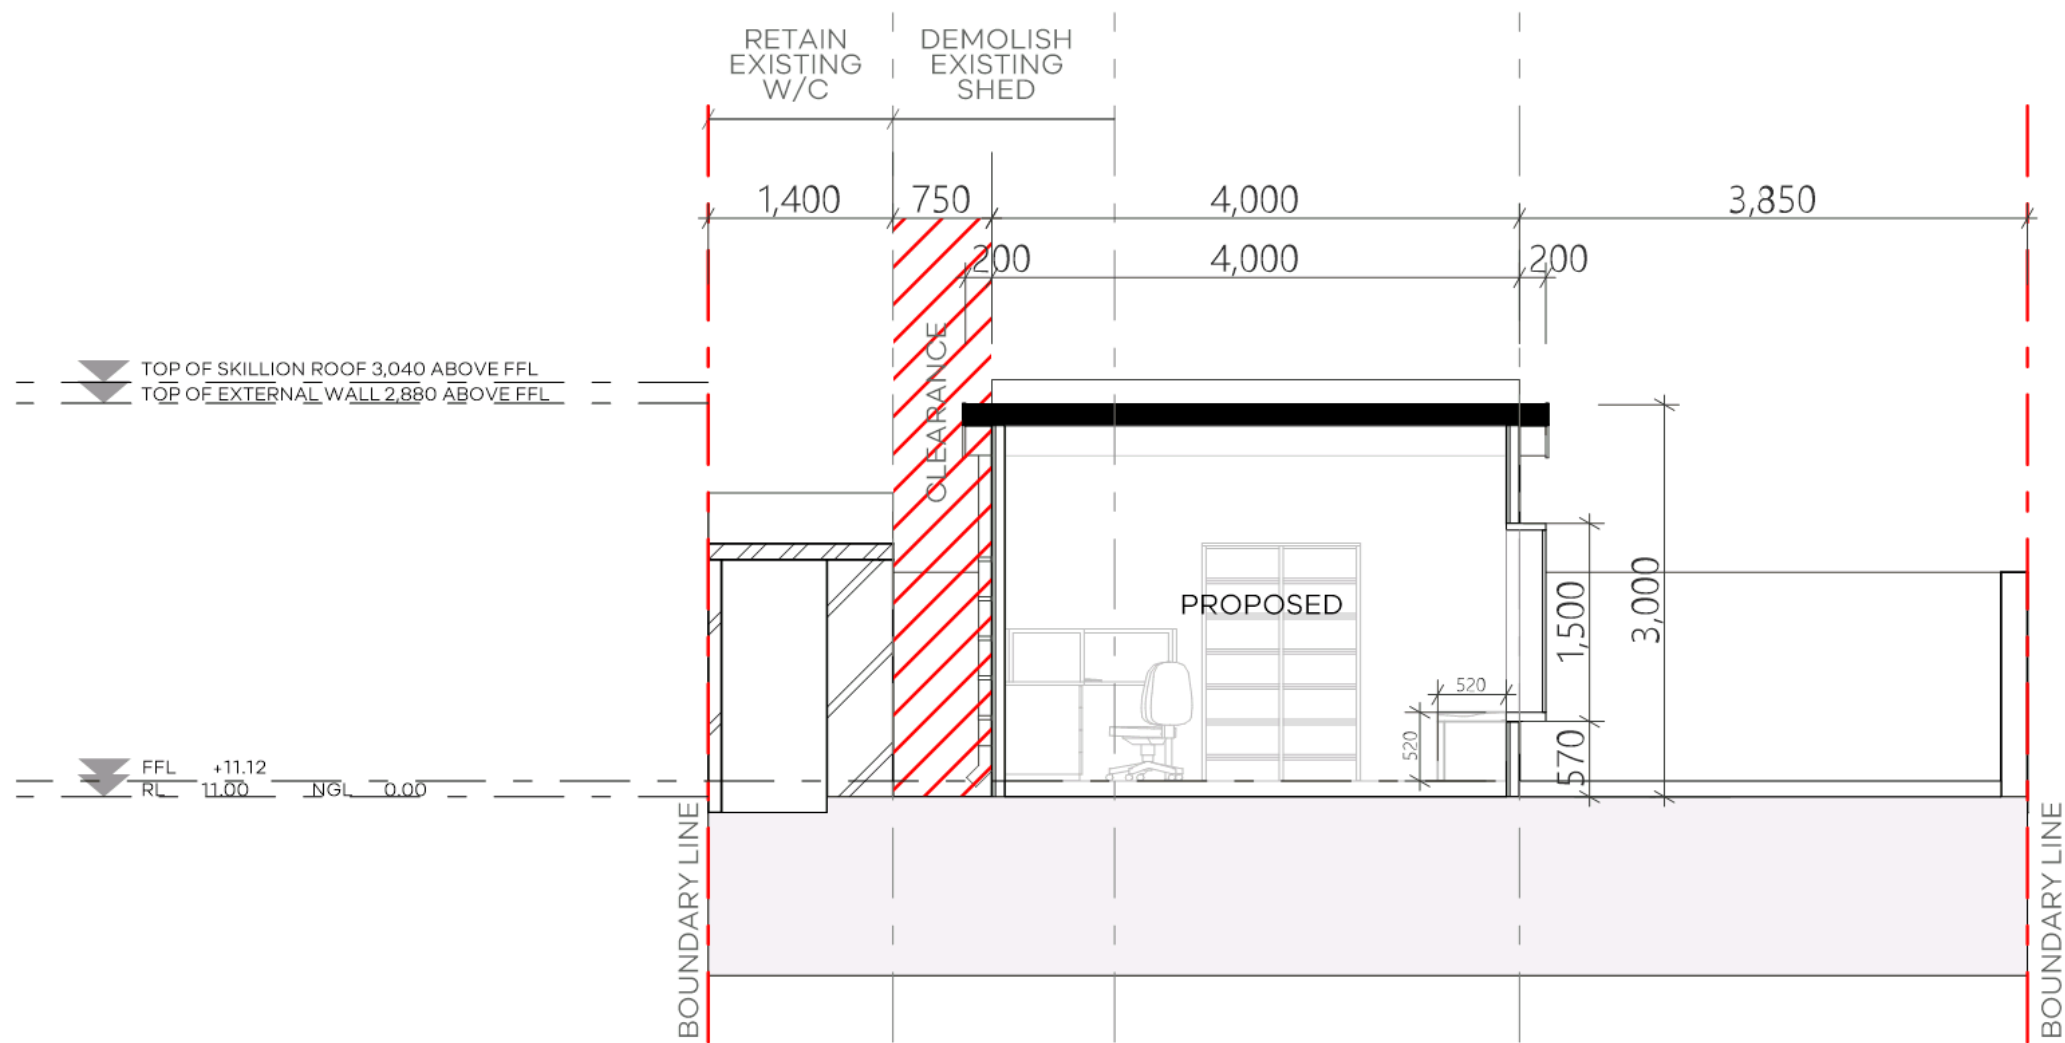 RETAIN
EXISTING
W/C
DEMOLISH
EXISTING
SHED
1,400
750
4,000
3,850
200
4,000
200
CLEARANCE
TOP OF SKILLION ROOF 3,040 ABOVE FFL
TOP OF EXTERNAL WALL 2,880 ABOVE FFL
PROPOSED
1,500
3,000
520
520
570
FFL +11.12
RL 11.00 NGL 0.00
BOUNDARY LINE
BOUNDARY LINE